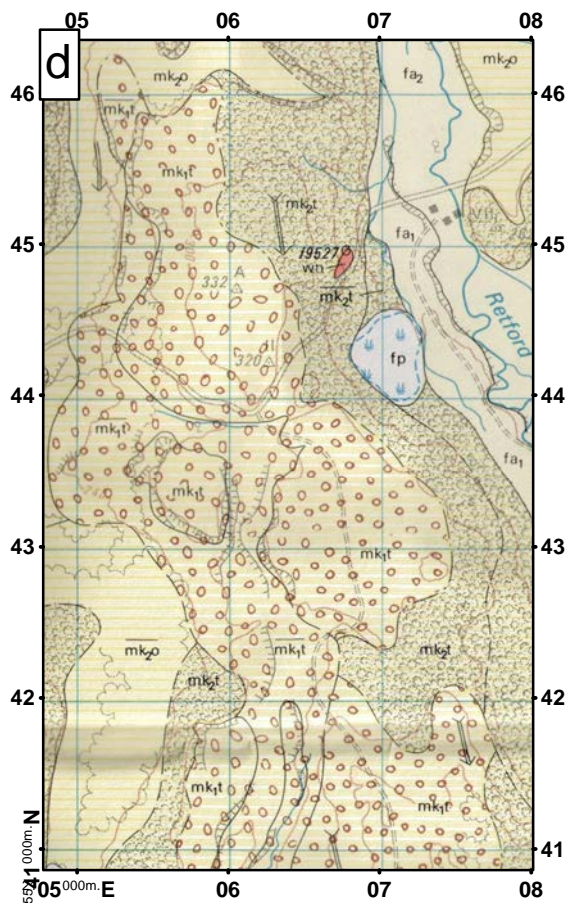 05 06 07 08
d
46 mk₂o fa₂ mk₂o 46
mk₁t
mk₁t
mk₂t
45 19527 fa₁ 45
wn
332 A mk₂t
Retford
320 fp
44 44
mk₁t fa₁
mk₁t
43 43
mk₁t
mk₂o mk₁t mk₂t
42 mk₂t 42
mk₁t mk₁t
41 41
5541 000m. N
05 000m. E 06 07 08